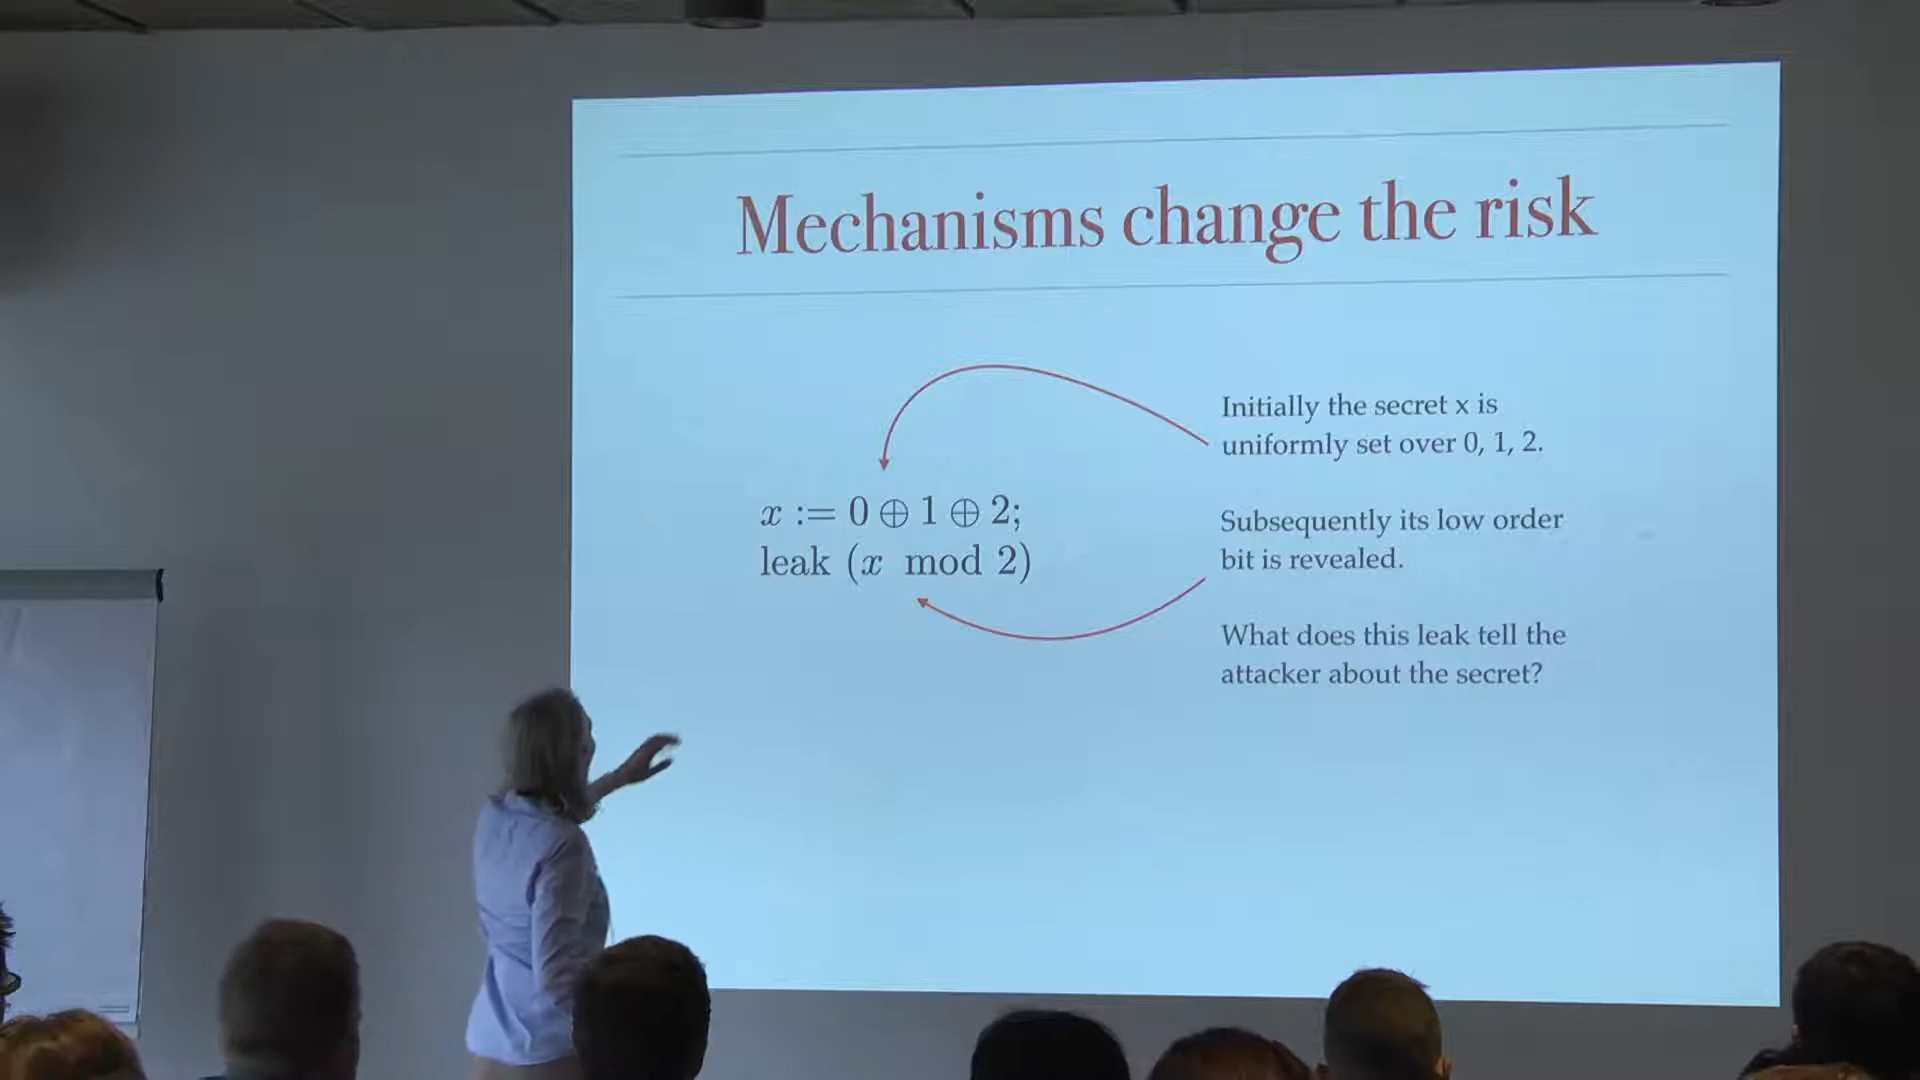 Mechanisms change the risk
x := 0 ⊕ 1 ⊕ 2;
leak (x mod 2)
Initially the secret x is
uniformly set over 0, 1, 2.
Subsequently its low order
bit is revealed.
What does this leak tell the
attacker about the secret?